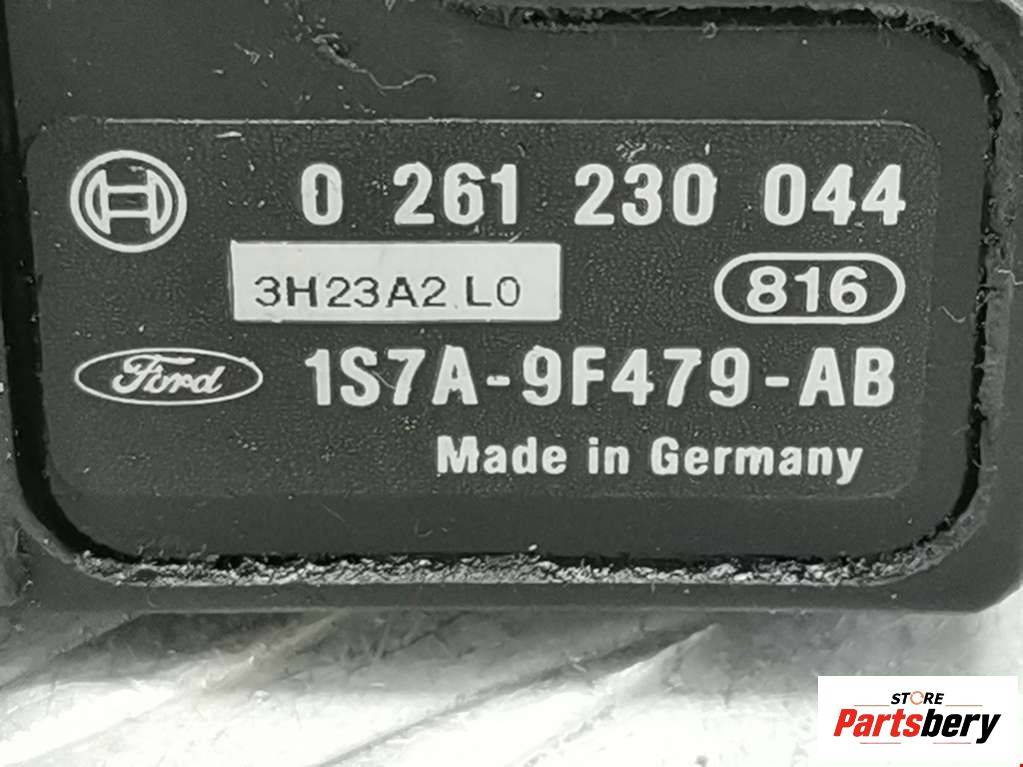 0 261 230 044
3H23A2 L0
816
Ford
1S7A-9F479-AB
Made in Germany
STORE
Partsbery